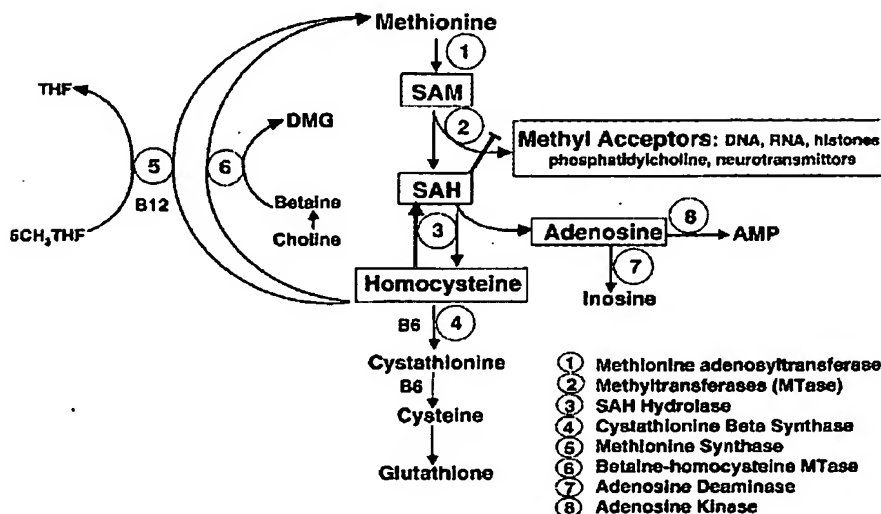 Methionine
1
THF
SAM
DMG
2
Methyl Acceptors: DNA, RNA, histones
phosphatidylcholine, neurotransmittors
5
6
B12
SAH
Betaine
8
3
Adenosine
AMP
5CH₃THF
Choline
7
Homocysteine
Inosine
B6
4
Cystathionine
B6
Cysteine
Glutathione
1 Methionine adenosyltransferase
2 Methyltransferases (MTase)
3 SAH Hydrolase
4 Cystathionine Beta Synthase
5 Methionine Synthase
6 Betaine-homocysteine MTase
7 Adenosine Deaminase
8 Adenosine Kinase